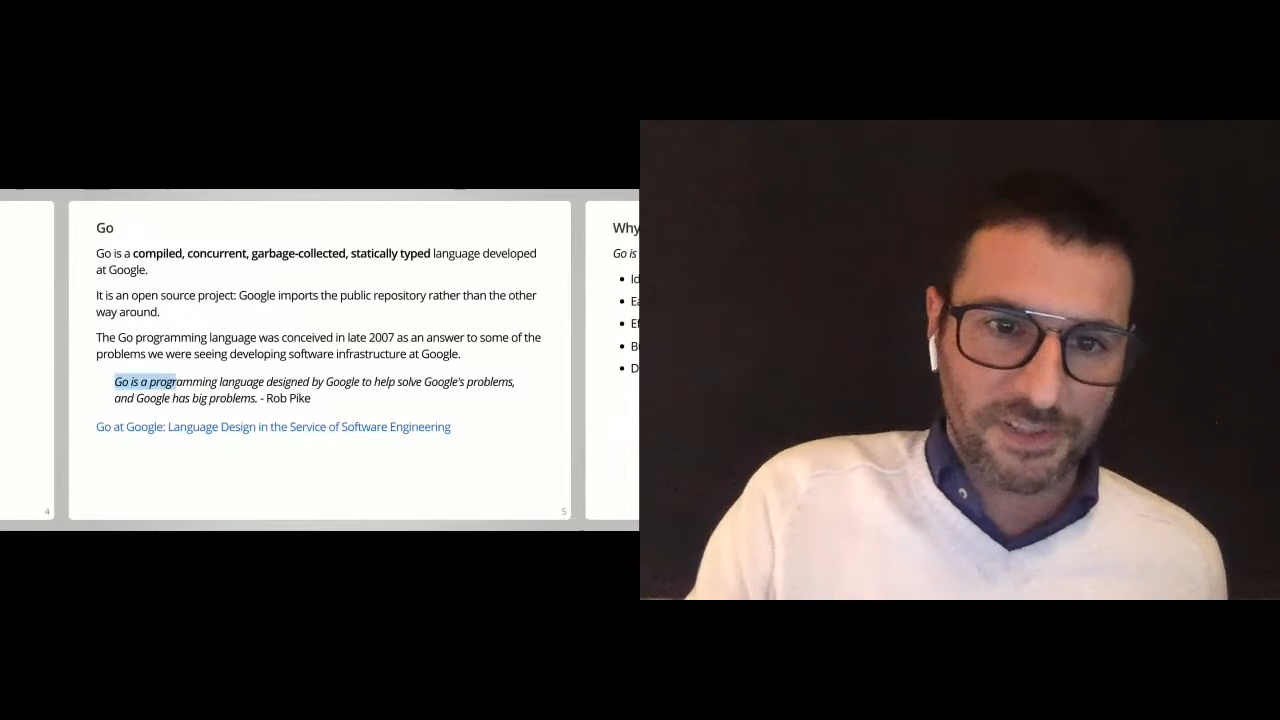 Go
Go is a compiled, concurrent, garbage-collected, statically typed language developed
at Google.
It is an open source project: Google imports the public repository rather than the other
way around.
The Go programming language was conceived in late 2007 as an answer to some of the
problems we were seeing developing software infrastructure at Google.
Go is a programming language designed by Google to help solve Google's problems,
and Google has big problems. - Rob Pike
Go at Google: Language Design in the Service of Software Engineering
4
5
Why
Go is